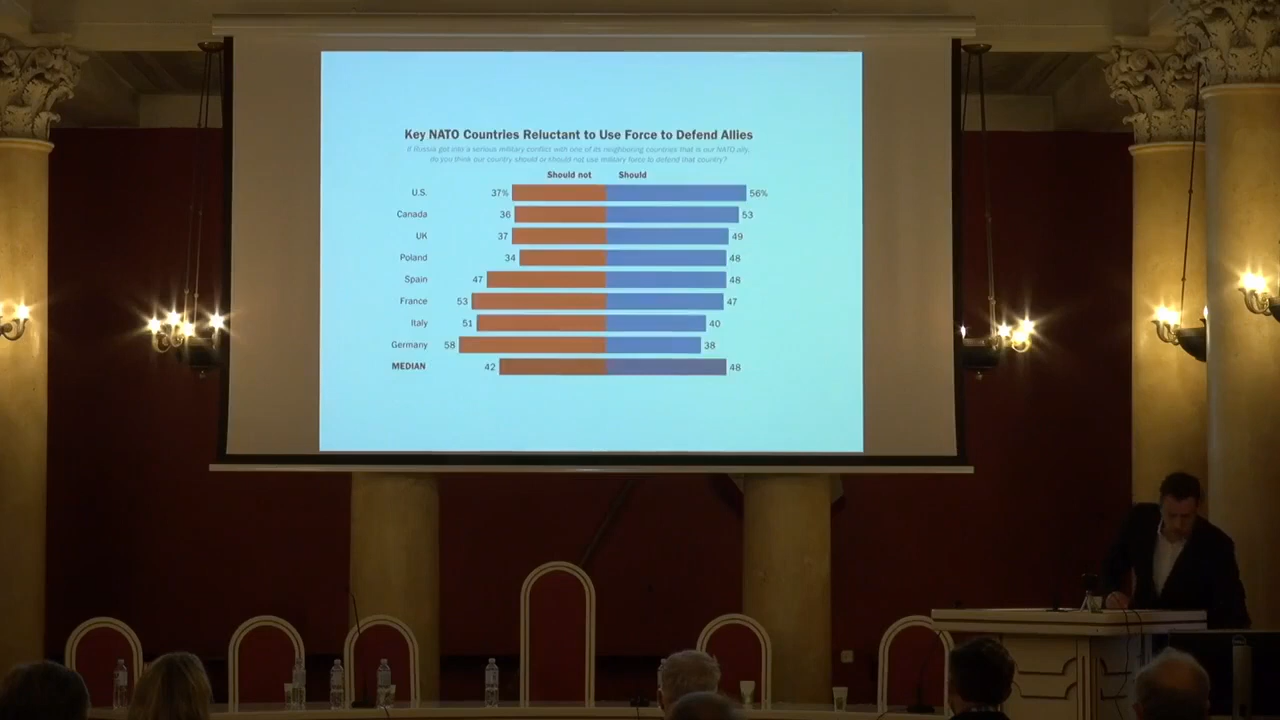 Key NATO Countries Reluctant to Use Force to Defend Allies
If Russia got into a serious military conflict with one of its neighboring countries that is our NATO ally,
do you think our country should or should not use military force to defend that country?
Should not Should
U.S. 37% 56%
Canada 36 53
UK 37 49
Poland 34 48
Spain 47 48
France 53 47
Italy 51 40
Germany 58 38
MEDIAN 42 48